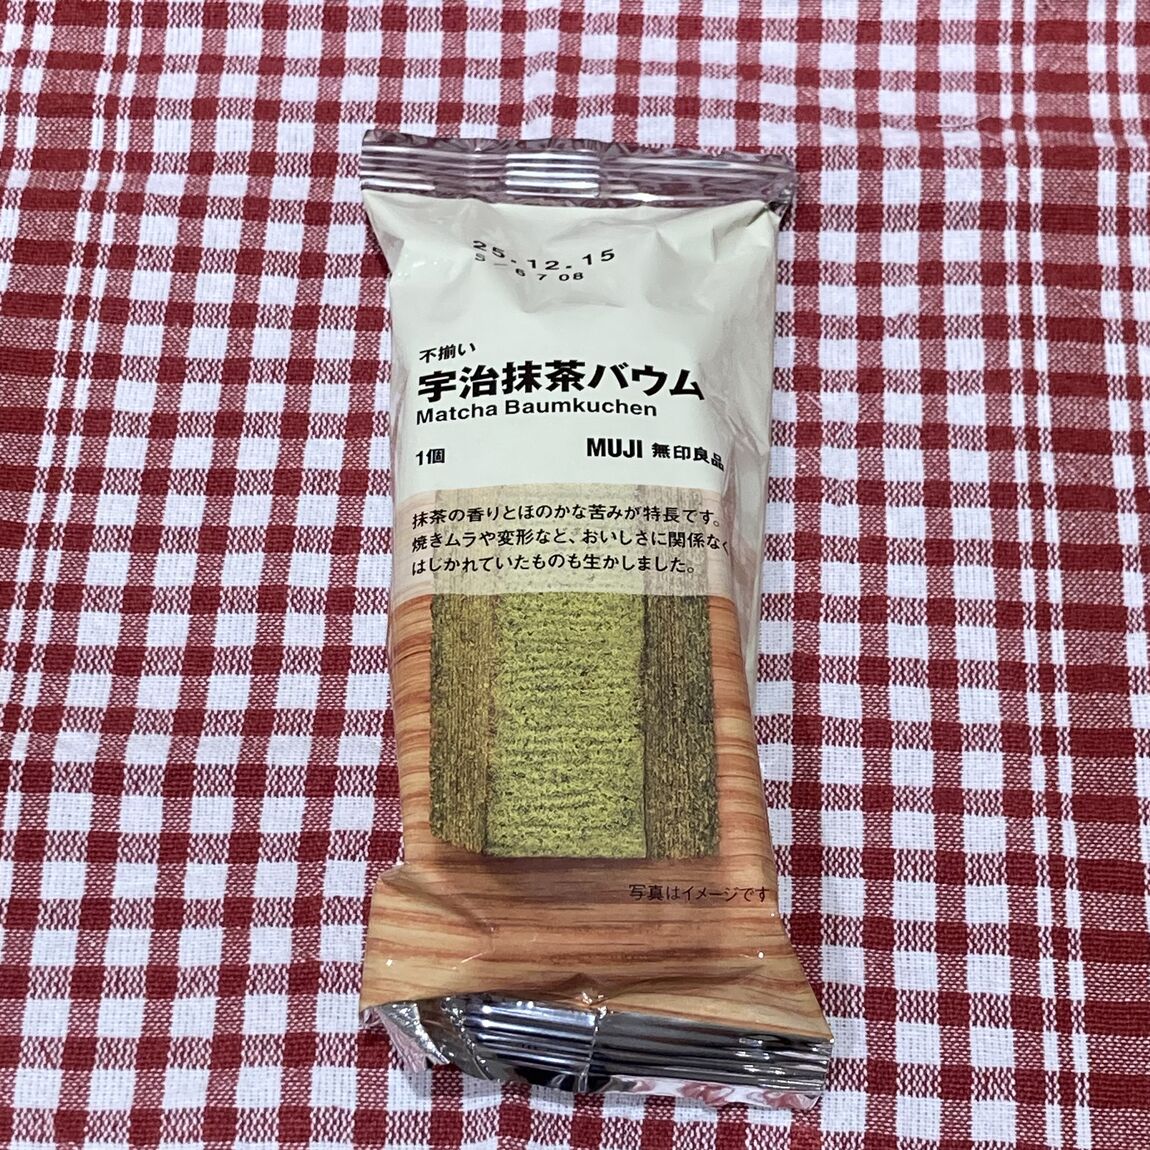 25.12.15
5-6708
不揃い
宇治抹茶バウム
Matcha Baumkuchen
1個
MUJI 無印良品
抹茶の香りとほのかな苦みが特長です。
焼きムラや変形など、おいしさに関係なく
はじかれていたものも生かしました。
写真はイメージです